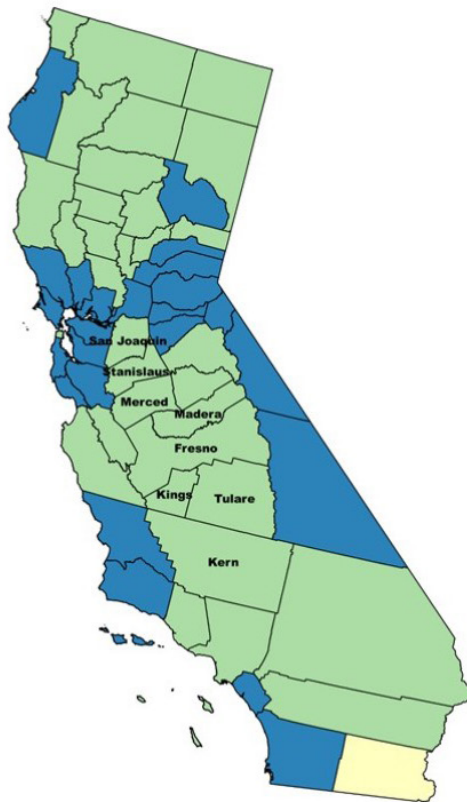 San Joaquin
Stanislaus
Merced
Madera
Fresno
Kings
Tulare
Kern